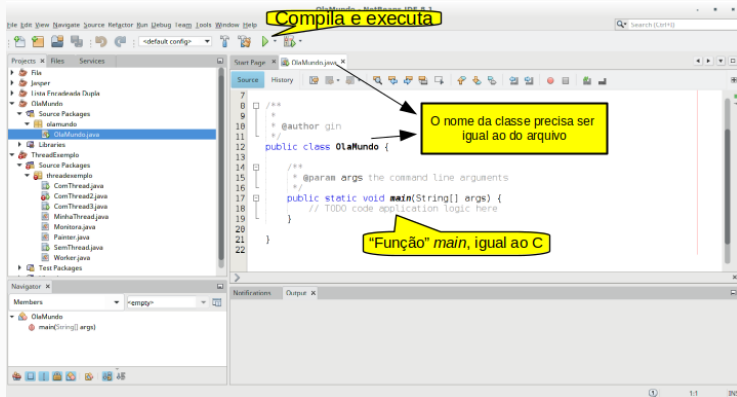 OlaMundo - NetBeans IDE 8.1
Compila e executa
File Edit View Navigate Source Refactor Run Debug Team Tools Window Help
Search (Ctrl+I)
<default config>
Projects Files Services
Start Page OlaMundo.java
Fila
Jasper
Lista Encadeada Dupla
OlaMundo
Source Packages
olamundo
OlaMundo.java
Libraries
ThreadExemplo
Source Packages
threadexemplo
ComThread.java
ComThread2.java
ComThread3.java
MinhaThread.java
Monitora.java
Painter.java
SemThread.java
Worker.java
Test Packages
Source History
7
8 /**
9 *
10 * @author gin
11 */
12 public class OlaMundo {
13
14 /**
15 * @param args the command line arguments
16 */
17 public static void main(String[] args) {
18 // TODO code application logic here
19 }
20
21 }
22
O nome da classe precisa ser
igual ao do arquivo
“Função” main, igual ao C
Navigator
Members <empty>
OlaMundo
main(String[] args)
Notifications Output
1 1:1 INS